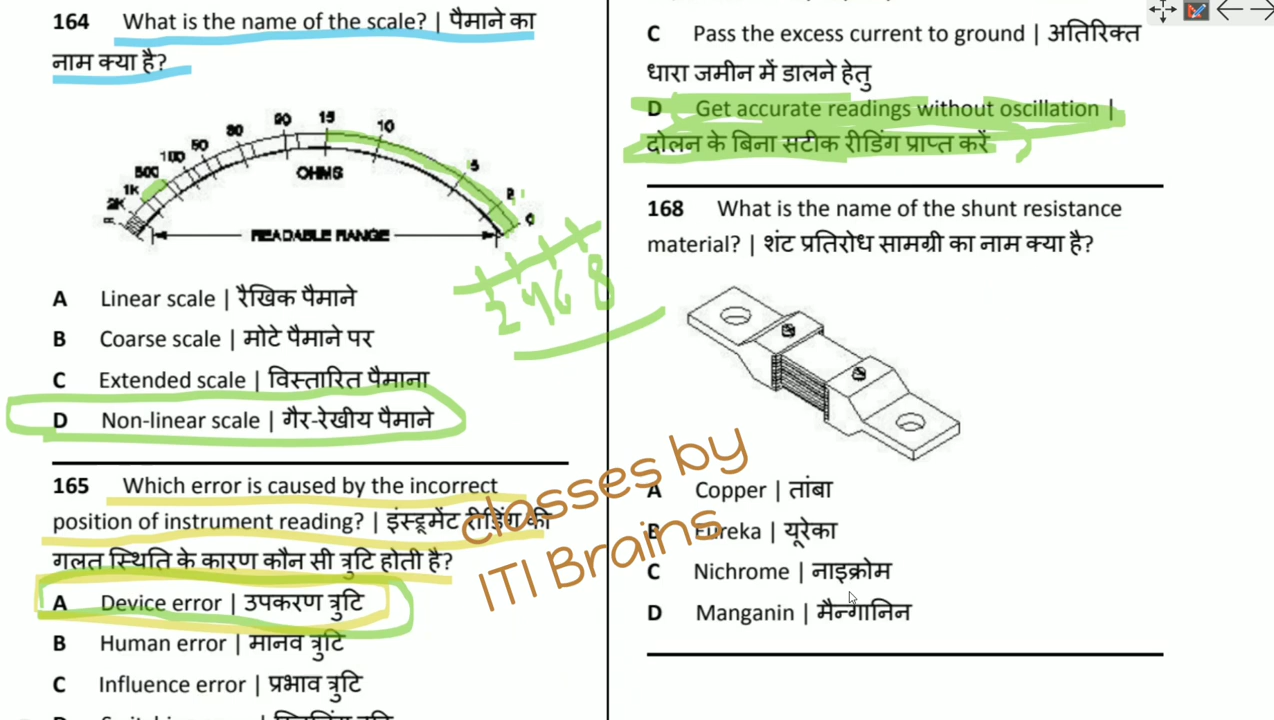 164 What is the name of the scale? | पैमाने का
नाम क्या है?
2K 1K 500 100 50 30 20 15 10 5 2 0
OHMS
READABLE RANGE
2 4 6 8
A Linear scale | रैखिक पैमाने
B Coarse scale | मोटे पैमाने पर
C Extended scale | विस्तारित पैमाना
D Non-linear scale | गैर-रेखीय पैमाने
165 Which error is caused by the incorrect
position of instrument reading? | इंस्ट्रूमेंट रीडिंग की
गलत स्थिति के कारण कौन सी त्रुटि होती है?
A Device error | उपकरण त्रुटि
B Human error | मानव त्रुटि
C Influence error | प्रभाव त्रुटि
C Pass the excess current to ground | अतिरिक्त
धारा जमीन में डालने हेतु
D Get accurate readings without oscillation |
दोलन के बिना सटीक रीडिंग प्राप्त करें
168 What is the name of the shunt resistance
material? | शंट प्रतिरोध सामग्री का नाम क्या है?
A Copper | तांबा
B Eureka | यूरेका
C Nichrome | नाइक्रोम
D Manganin | मैन्गानिन
classes by
ITI Brains